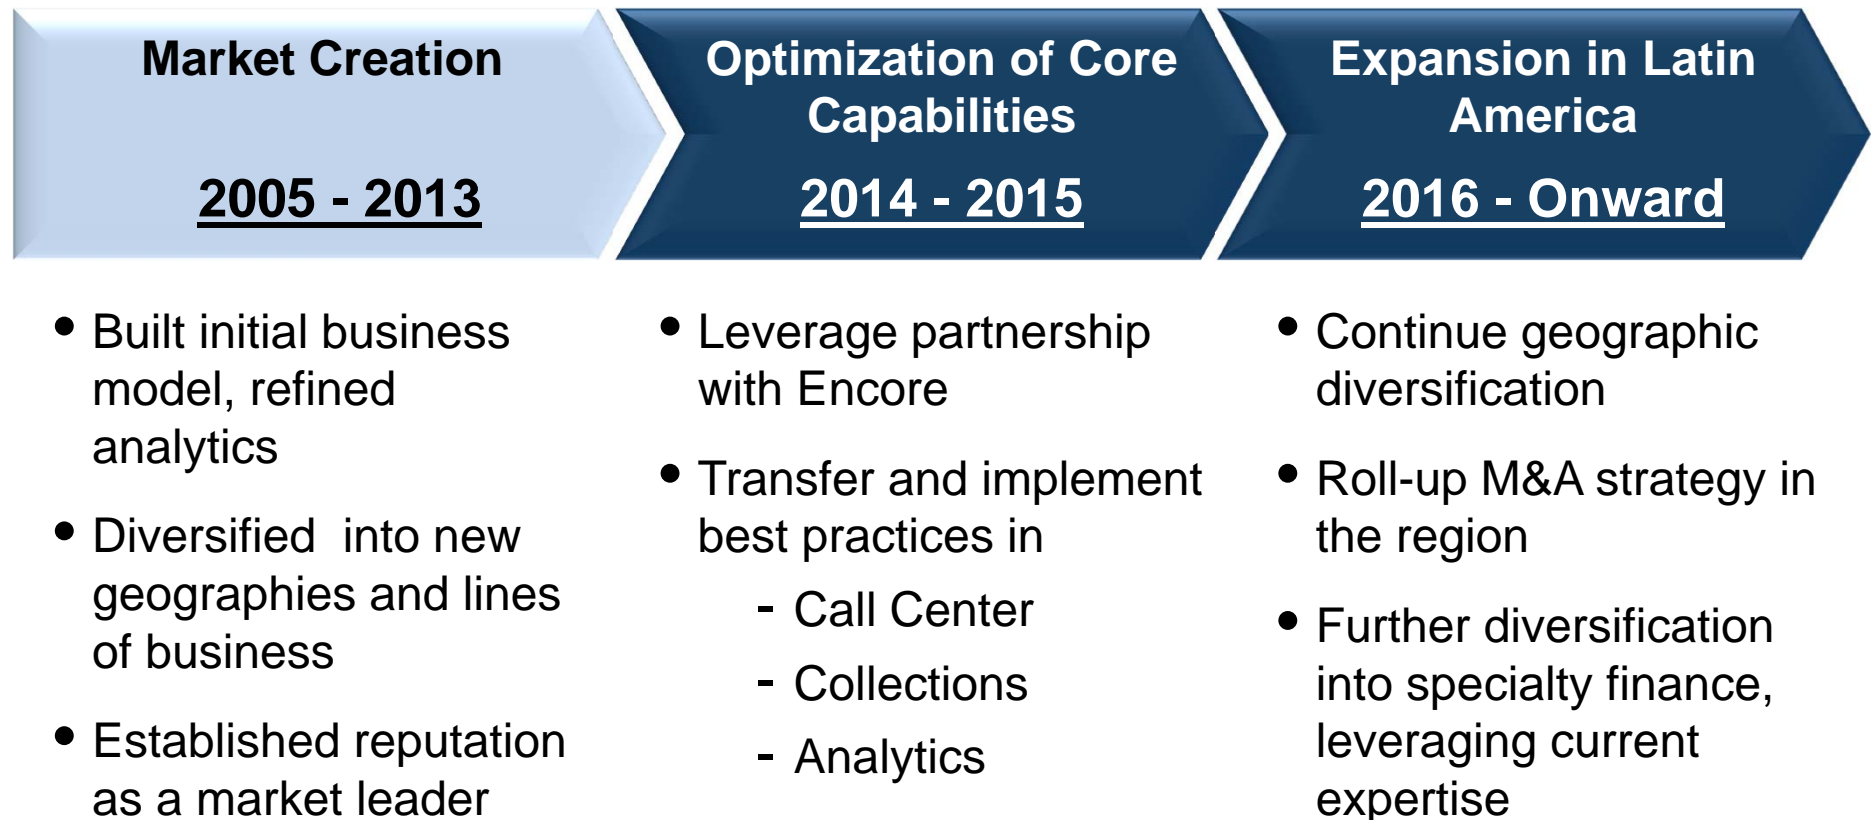 Market Creation
2005 - 2013
Optimization of Core
Capabilities
2014 - 2015
Expansion in Latin
America
2016 - Onward
• Built initial business
model, refined
analytics
• Diversified  into new
geographies and lines
of business
• Established reputation
as a market leader
• Leverage partnership
with Encore
• Transfer and implement
best practices in
- Call Center
- Collections
- Analytics
• Continue geographic
diversification
• Roll-up M&A strategy in
the region
• Further diversification
into specialty finance,
leveraging current
expertise